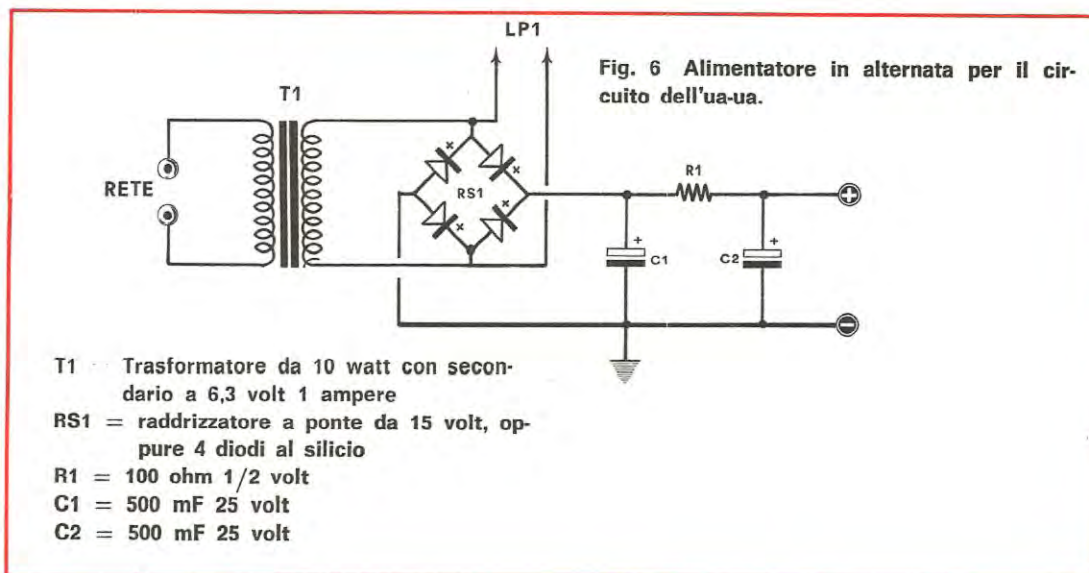 LP1
Fig. 6 Alimentatore in alternata per il cir-
cuito dell'ua-ua.
T1
RETE
RS1
R1
+
C1
+
C2
+
−
T1 Trasformatore da 10 watt con secon-
dario a 6,3 volt 1 ampere
RS1 = raddrizzatore a ponte da 15 volt, op-
pure 4 diodi al silicio
R1 = 100 ohm 1/2 volt
C1 = 500 mF 25 volt
C2 = 500 mF 25 volt